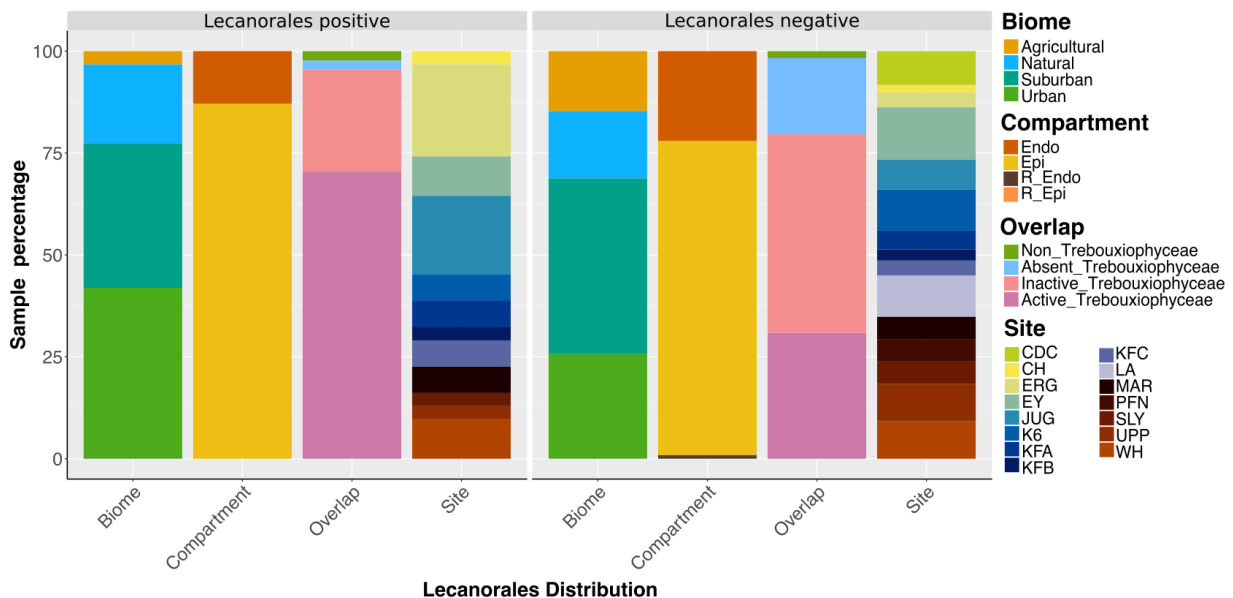 Lecanorales positive
Lecanorales negative
100
75
50
25
0
Sample percentage
Biome
Compartment
Overlap
Site
Biome
Compartment
Overlap
Site
Lecanorales Distribution
Biome
Agricultural
Natural
Suburban
Urban
Compartment
Endo
Epi
R_Endo
R_Epi
Overlap
Non_Trebouxiophyceae
Absent_Trebouxiophyceae
Inactive_Trebouxiophyceae
Active_Trebouxiophyceae
Site
CDC
CH
ERG
EY
JUG
K6
KFA
KFB
KFC
LA
MAR
PFN
SLY
UPP
WH